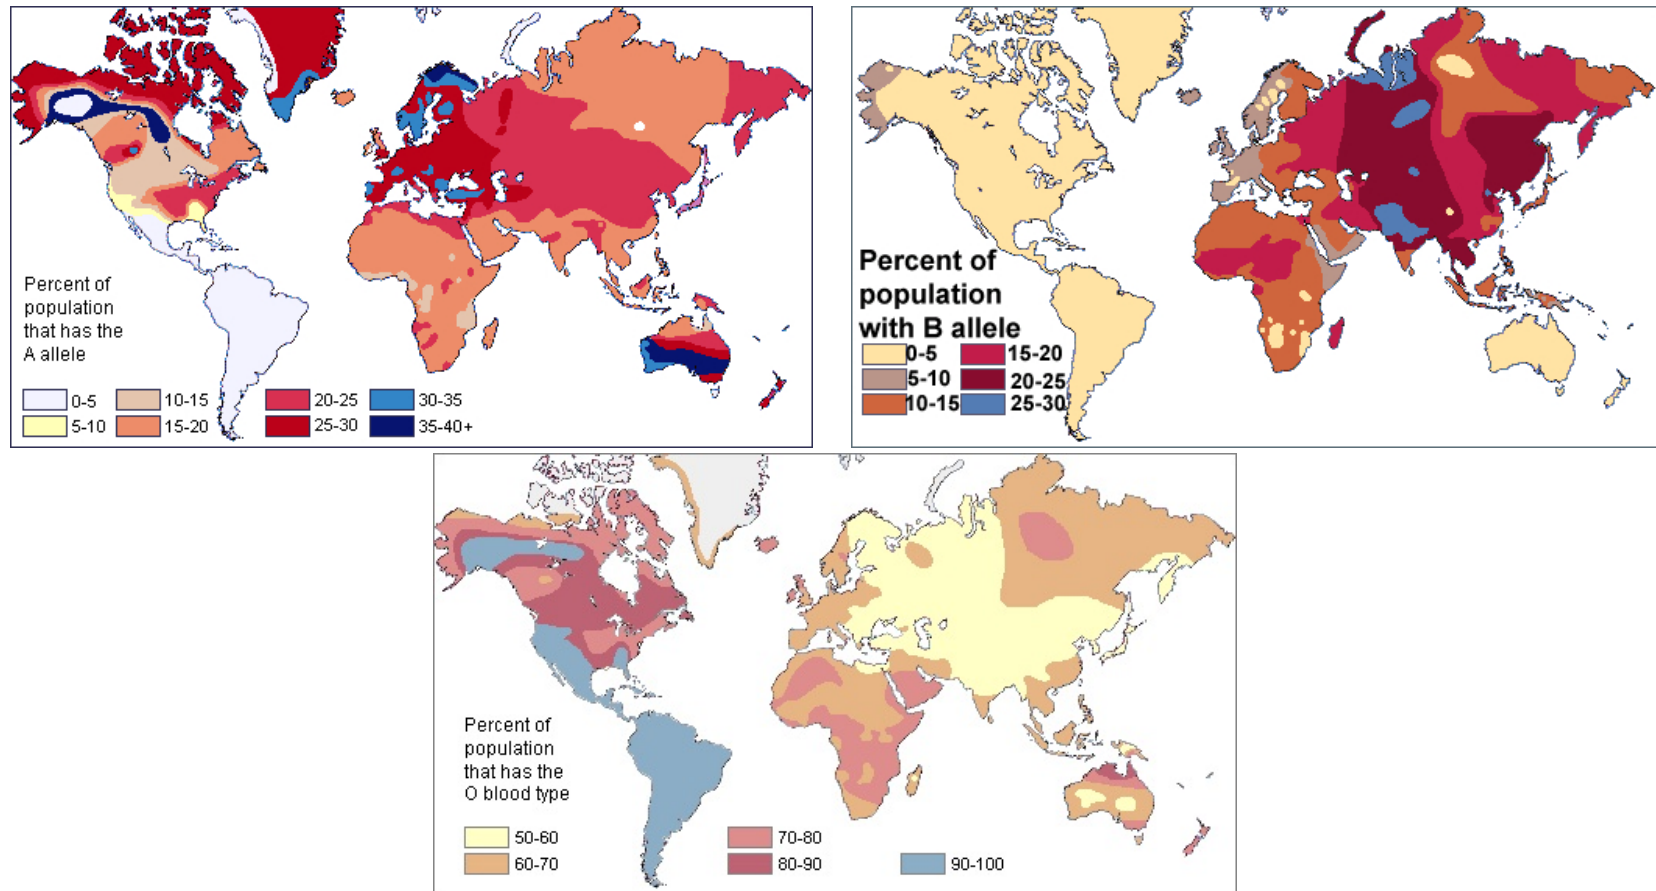 Percent of
population
that has the
A allele
0-5
10-15
20-25
30-35
5-10
15-20
25-30
35-40+
Percent of
population
with B allele
0-5
15-20
5-10
20-25
10-15
25-30
Percent of
population
that has the
O blood type
50-60
70-80
60-70
80-90
90-100